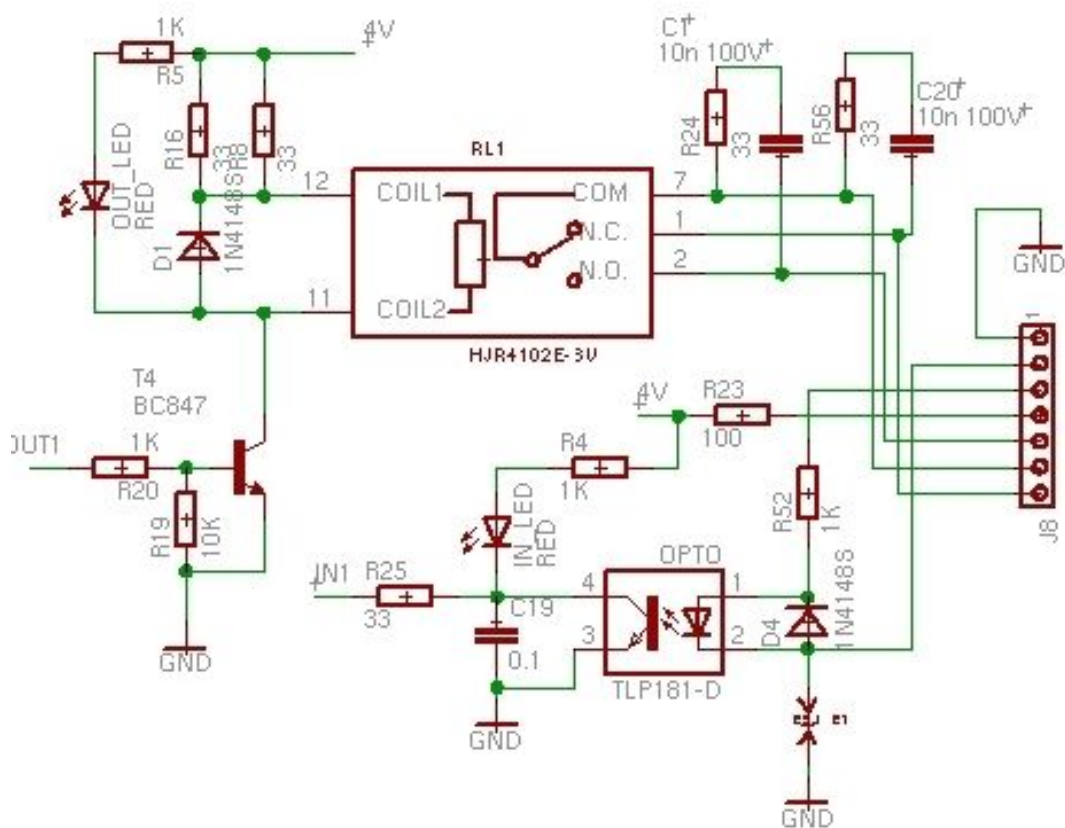 1K
R5
4V
R16
33
R8
33
OUT_LED
RED
D1
1N4148S
12
11
RL1
COIL1
COIL2
COM
N.C.
N.O.
HJR4102E-3V
7
1
2
C1
10n 100V
R24
33
R56
33
C20
10n 100V
GND
1
J8
T4
BC847
OUT1
1K
R20
R19
10K
GND
4V
R23
100
R4
1K
IN_LED
RED
IN1
R25
33
C19
0.1
GND
OPTO
4
3
1
2
TLP181-D
R52
1K
D4
1N4148S
GND